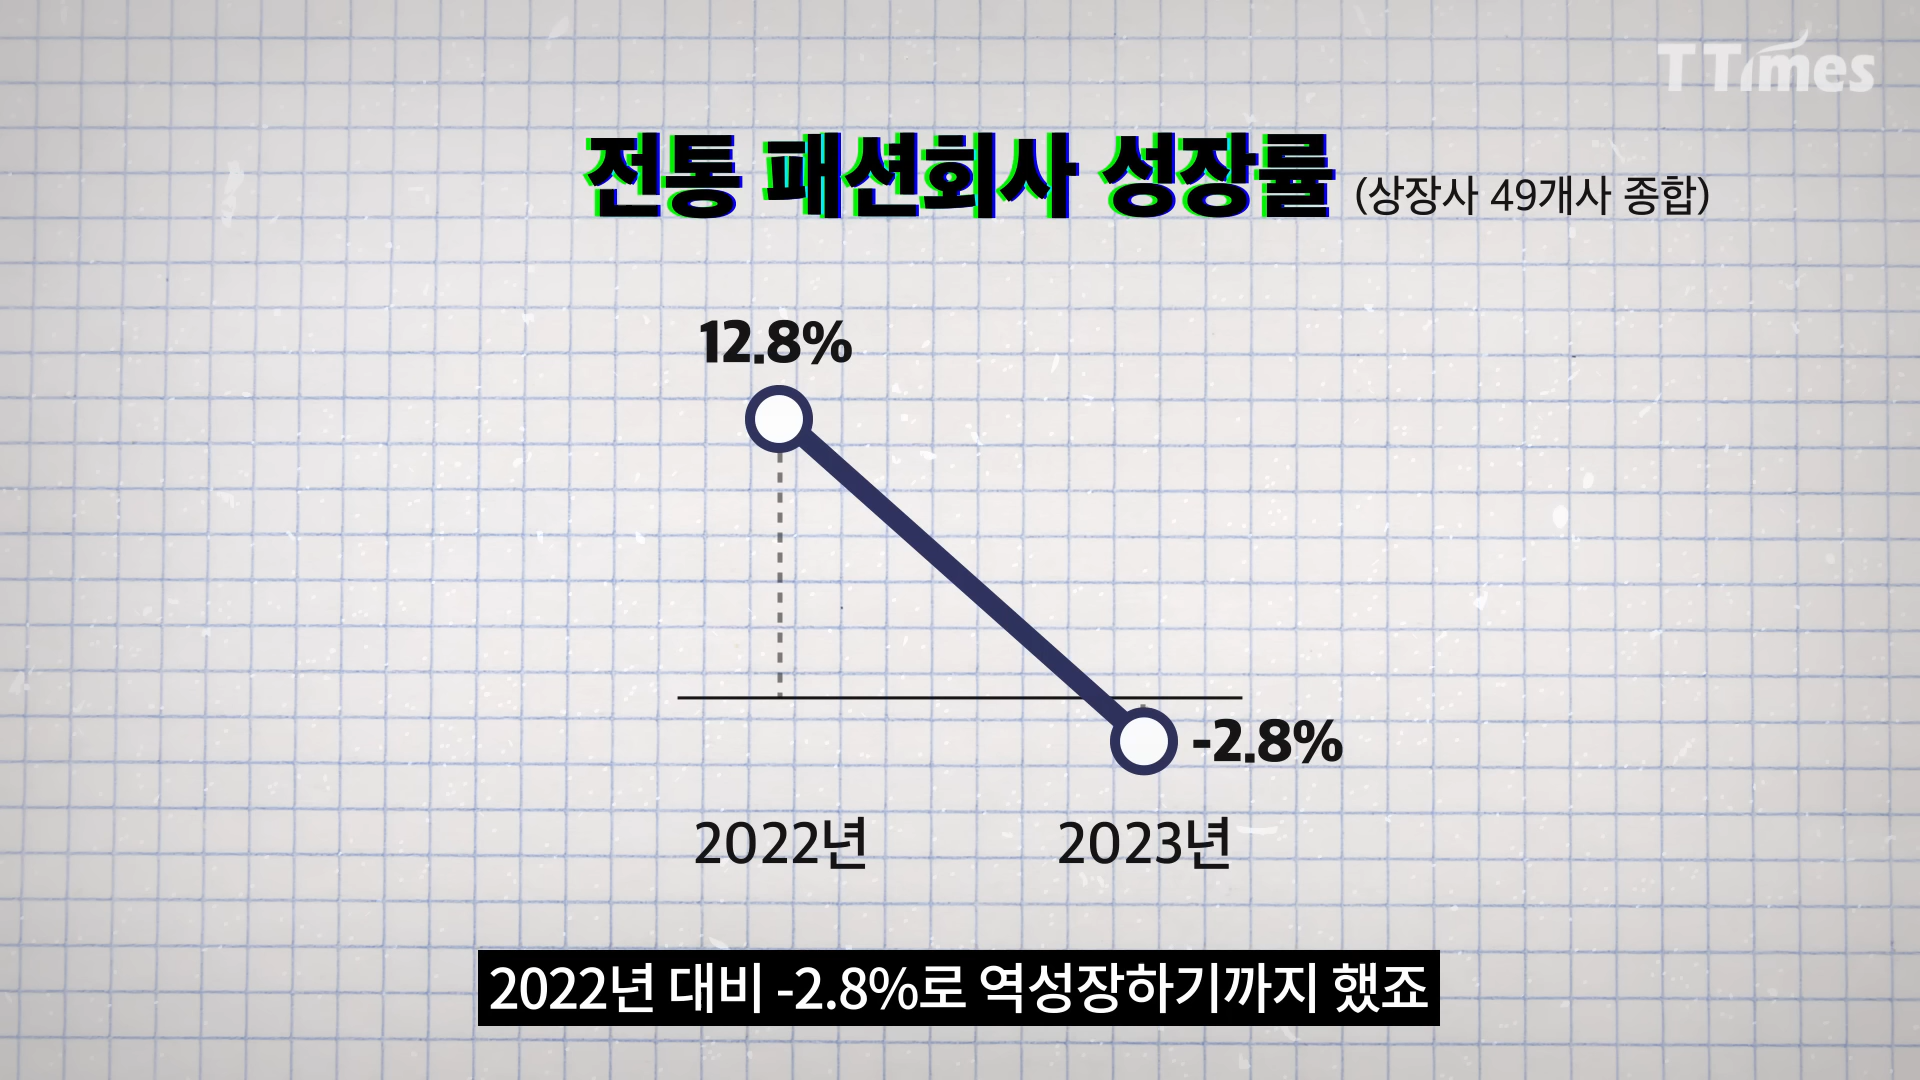 TTimes
전통 패션회사 성장률 (상장사 49개사 종합)
12.8%
-2.8%
2022년 2023년
2022년 대비 -2.8%로 역성장하기까지 했죠